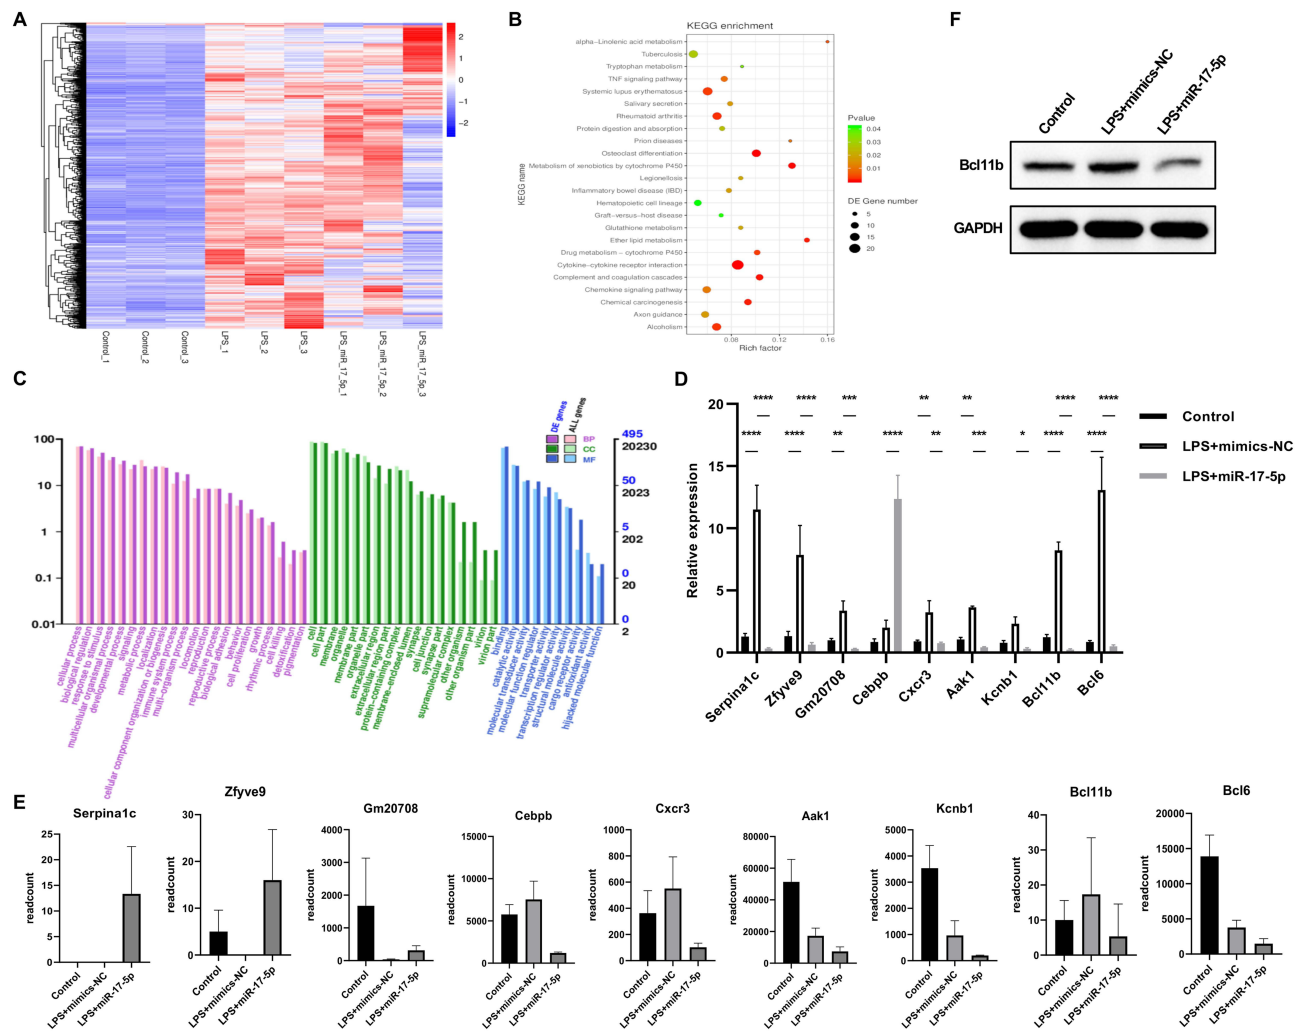 A
2
1
0
−1
−2
Control_1
Control_2
Control_3
LPS_1
LPS_2
LPS_3
LPS_miR_17_5p_1
LPS_miR_17_5p_2
LPS_miR_17_5p_3
B
KEGG enrichment
KEGG name
alpha−Linolenic acid metabolism
Tuberculosis
Tryptophan metabolism
TNF signaling pathway
Systemic lupus erythematosus
Salivary secretion
Rheumatoid arthritis
Protein digestion and absorption
Prion diseases
Osteoclast differentiation
Metabolism of xenobiotics by cytochrome P450
Legionellosis
Inflammatory bowel disease (IBD)
Hematopoietic cell lineage
Graft−versus−host disease
Glutathione metabolism
Ether lipid metabolism
Drug metabolism − cytochrome P450
Cytokine−cytokine receptor interaction
Complement and coagulation cascades
Chemokine signaling pathway
Chemical carcinogenesis
Axon guidance
Alcoholism
0.08
0.12
0.16
Rich factor
Pvalue
0.04
0.03
0.02
0.01
DE Gene number
5
10
15
20
F
Control
LPS+mimics-NC
LPS+miR-17-5p
Bcl11b
GAPDH
C
DE genes
ALL genes
BP
CC
MF
100
10
1
0.1
0.01
495
20230
50
2023
5
202
0
20
0
2
cellular process
biological regulation
response to stimulus
multicellular organismal process
developmental process
signaling
metabolic process
localization
cellular component organization or biogenesis
immune system process
multi−organism process
locomotion
reproduction
reproductive process
biological adhesion
behavior
cell proliferation
growth
rhythmic process
cell killing
detoxification
pigmentation
cell
cell part
membrane
organelle
membrane part
organelle part
extracellular region
extracellular region part
protein−containing complex
membrane−enclosed lumen
synapse
cell junction
synapse part
supramolecular complex
other organism
other organism part
virion
virion part
binding
catalytic activity
molecular transducer activity
molecular function regulator
transporter activity
transcription regulator activity
structural molecule activity
cargo receptor activity
antioxidant activity
hijacked molecular function
D
Relative expression
20
15
10
5
0
**** **** *** ** ** **** ****
**** **** ** **** ** *** * **** ****
Control
LPS+mimics-NC
LPS+miR-17-5p
Serpina1c
Zfyve9
Gm20708
Cebpb
Cxcr3
Aak1
Kcnb1
Bcl11b
Bcl6
E
Serpina1c
readcount
25
20
15
10
5
0
Control
LPS+mimics-NC
LPS+miR-17-5p
Zfyve9
readcount
30
20
10
0
Control
LPS+mimics-NC
LPS+miR-17-5p
Gm20708
readcount
4000
3000
2000
1000
0
Control
LPS+mimics-NC
LPS+miR-17-5p
Cebpb
readcount
15000
10000
5000
0
Control
LPS+mimics-NC
LPS+miR-17-5p
Cxcr3
readcount
1000
800
600
400
200
0
Control
LPS+mimics-NC
LPS+miR-17-5p
Aak1
readcount
80000
60000
40000
20000
0
Control
LPS+mimics-NC
LPS+miR-17-5p
Kcnb1
readcount
5000
4000
3000
2000
1000
0
Control
LPS+mimics-NC
LPS+miR-17-5p
Bcl11b
readcount
40
30
20
10
0
Control
LPS+mimics-NC
LPS+miR-17-5p
Bcl6
readcount
20000
15000
10000
5000
0
Control
LPS+mimics-NC
LPS+miR-17-5p